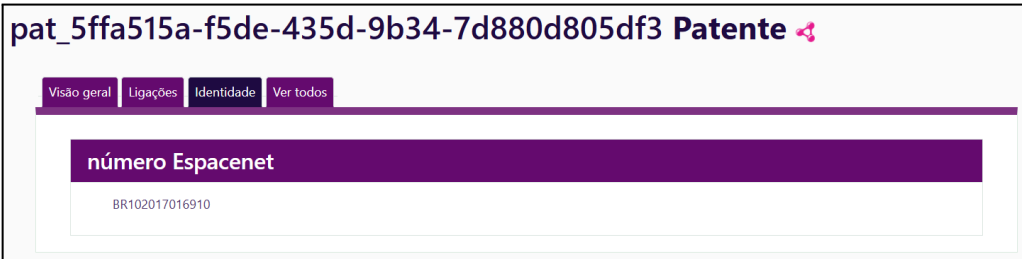 pat_5ffa515a-f5de-435d-9b34-7d880d805df3 Patente
Visão geral Ligações Identidade Ver todos
número Espacenet
BR102017016910